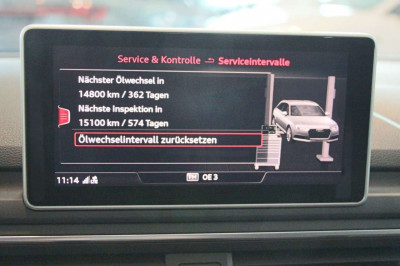 Service & Kontrolle Serviceintervalle
Nächster Ölwechsel in
14800 km / 362 Tagen
Nächste Inspektion in
15100 km / 574 Tagen
Ölwechselintervall zurücksetzen
11:14 OE 3